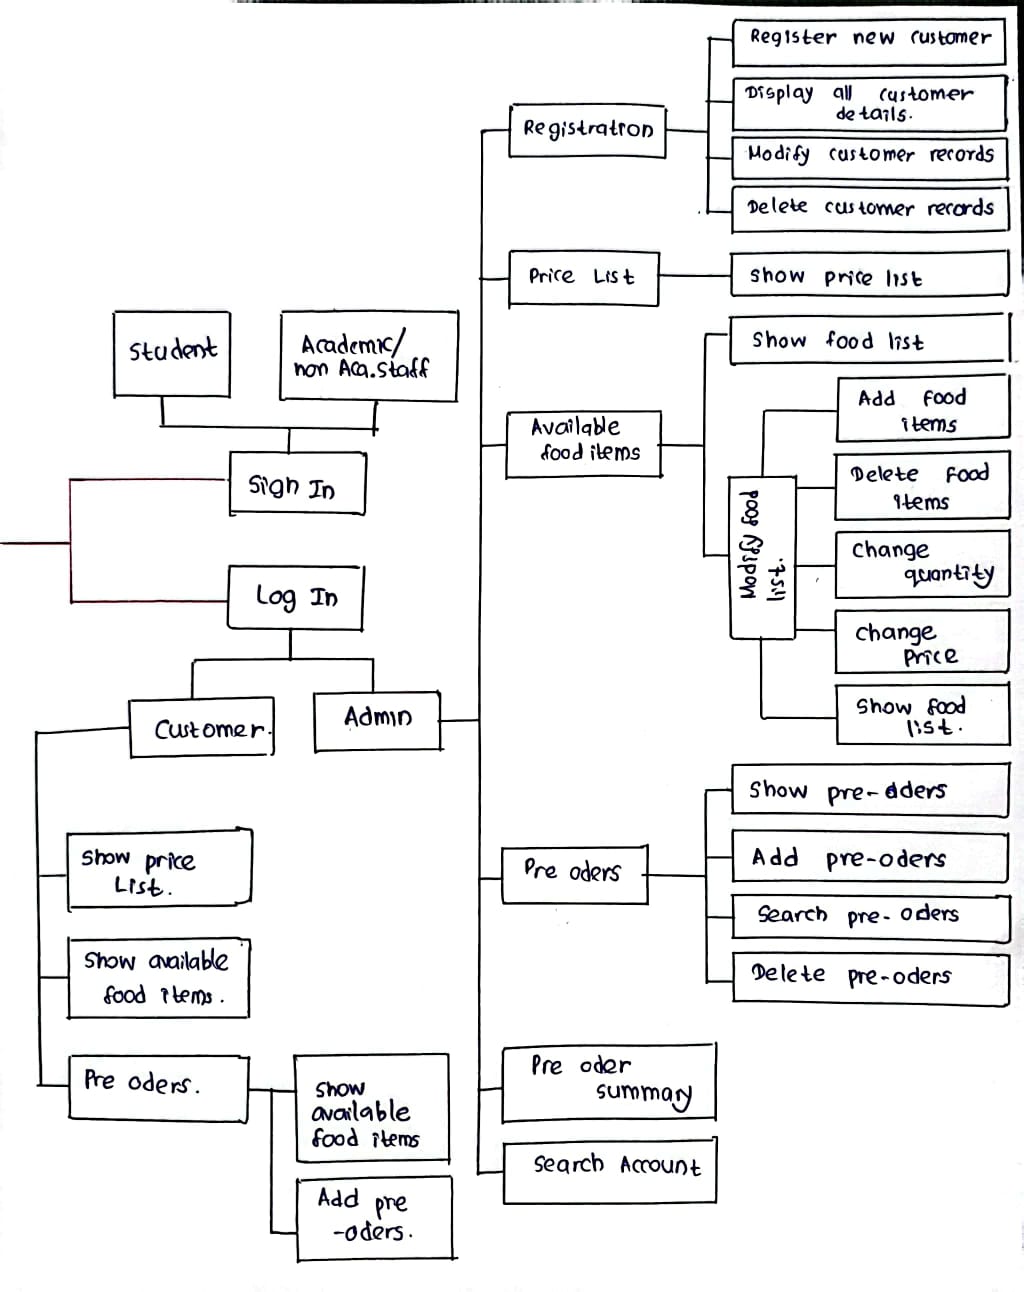 Register new customer
Display all customer
details.
Registration
Modify customer records
Delete customer records
Price List
Show price list
Student
Academic/
non Aca.staff
Show food list
Add food
items
Available
food items
Delete food
items
Sign In
Modify food
list.
Change
quantity
Log In
Change
Price
Show food
list.
Customer.
Admin
Show pre-oders
Show price
List.
Pre oders
Add pre-oders
Search pre-oders
Show available
food items.
Delete pre-oders
Pre oders.
Show
available
food items
Pre oder
summary
Search Account
Add pre
-oders.